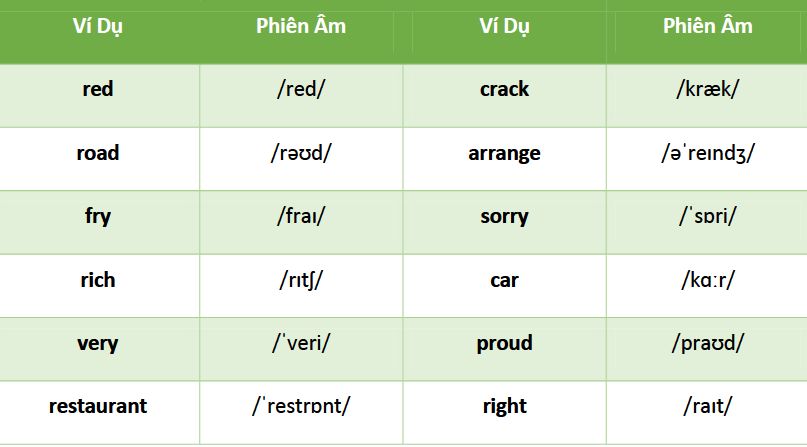 Ví Dụ Phiên Âm Ví Dụ Phiên Âm
red /red/ crack /kræk/
road /rəʊd/ arrange /əˈreɪndʒ/
fry /fraɪ/ sorry /ˈsɒri/
rich /rɪtʃ/ car /kɑːr/
very /ˈveri/ proud /praʊd/
restaurant /ˈrestrɒnt/ right /raɪt/